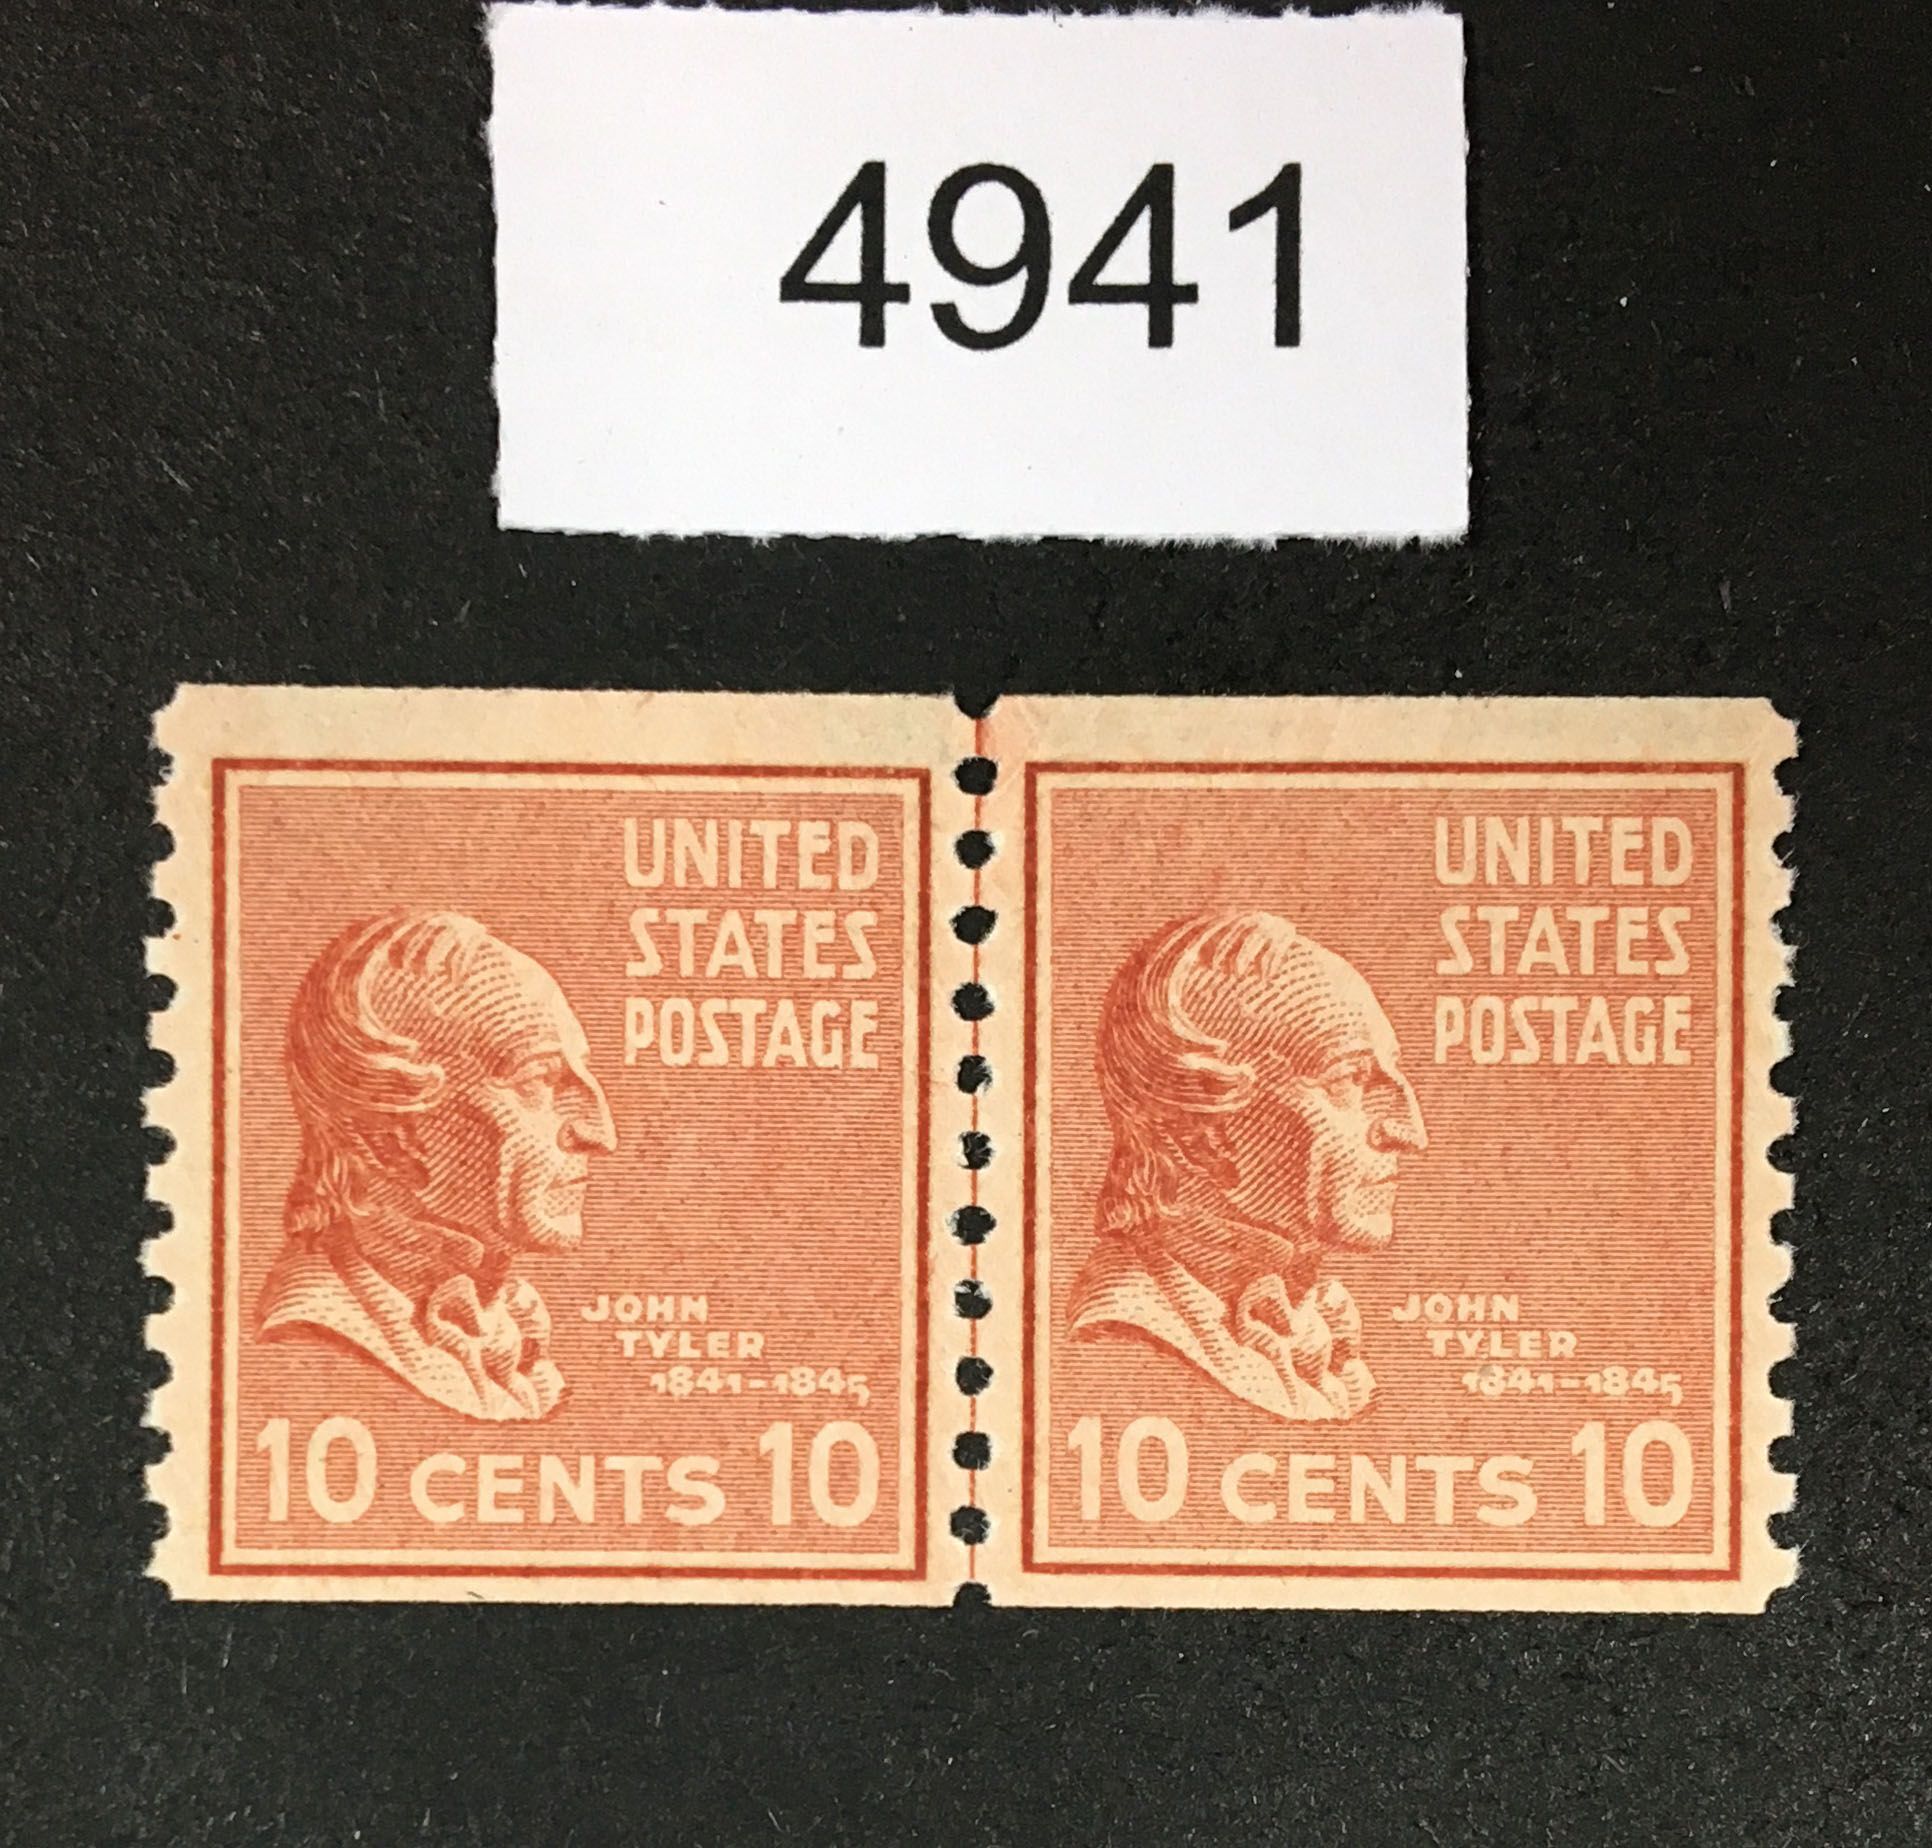 4941
UNITED
STATES
POSTAGE
JOHN
TYLER
1841-1845
10 CENTS 10
UNITED
STATES
POSTAGE
JOHN
TYLER
1841-1845
10 CENTS 10